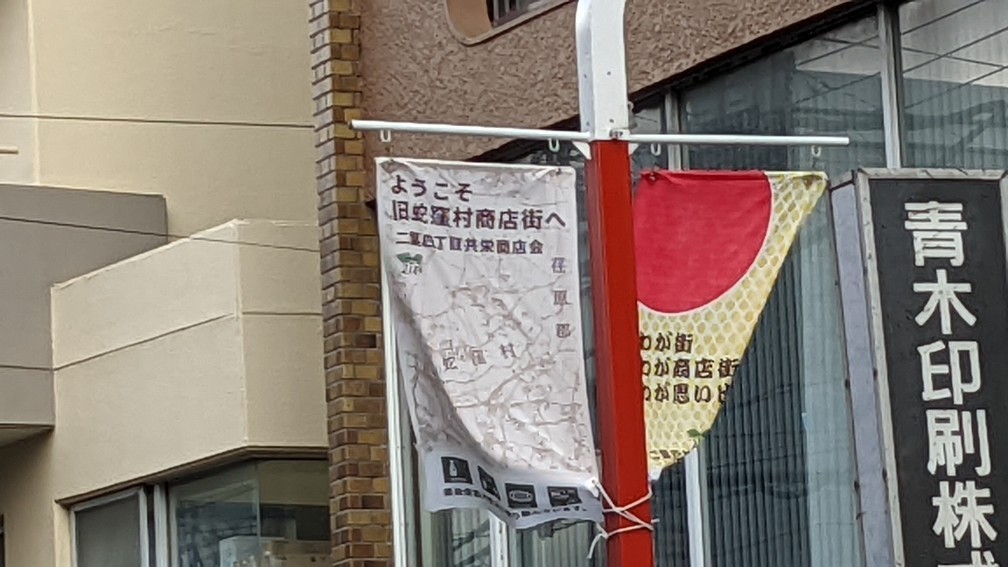 ようこそ
旧蛇窪村商店街へ
二葉四丁目共栄商店会
荏原郡
蛇窪村
わが街
わが商店街
わが思い
青木印刷株式